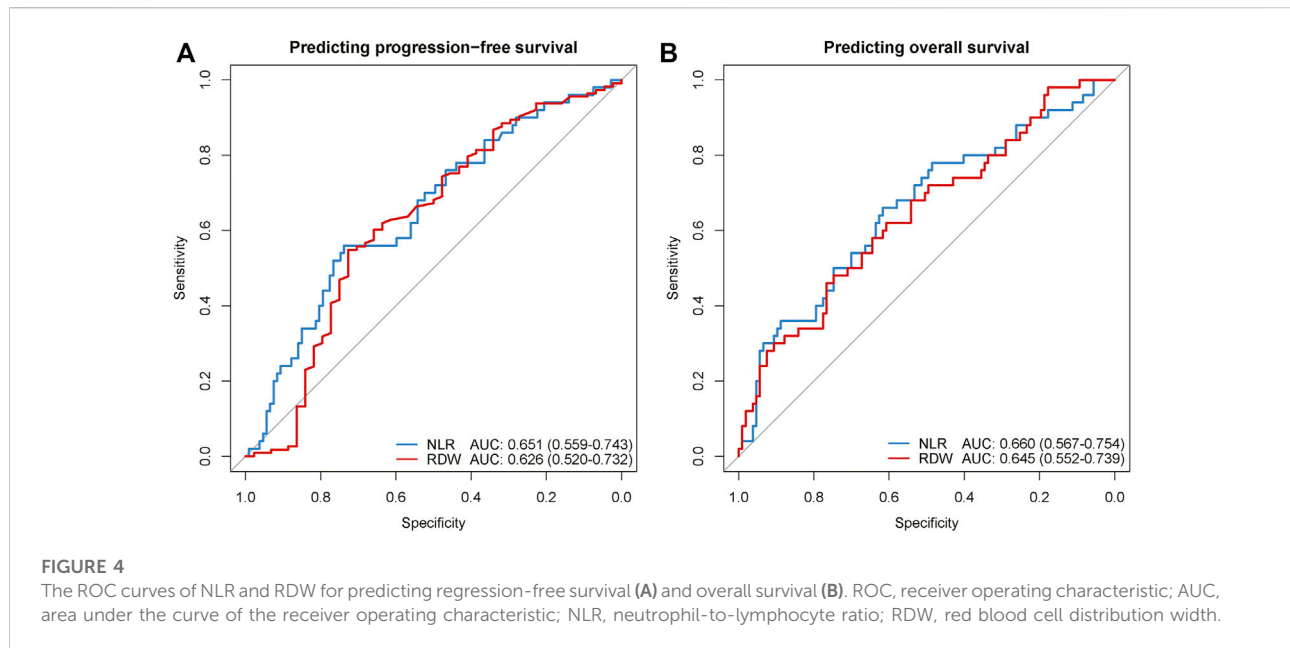 A
Predicting progression−free survival
Sensitivity
1.0
0.8
0.6
0.4
0.2
0.0
NLR AUC: 0.651 (0.559-0.743)
RDW AUC: 0.626 (0.520-0.732)
1.0 0.8 0.6 0.4 0.2 0.0
Specificity
B
Predicting overall survival
Sensitivity
1.0
0.8
0.6
0.4
0.2
0.0
NLR AUC: 0.660 (0.567-0.754)
RDW AUC: 0.645 (0.552-0.739)
1.0 0.8 0.6 0.4 0.2 0.0
Specificity
FIGURE 4
The ROC curves of NLR and RDW for predicting regression-free survival (A) and overall survival (B). ROC, receiver operating characteristic; AUC,
area under the curve of the receiver operating characteristic; NLR, neutrophil-to-lymphocyte ratio; RDW, red blood cell distribution width.